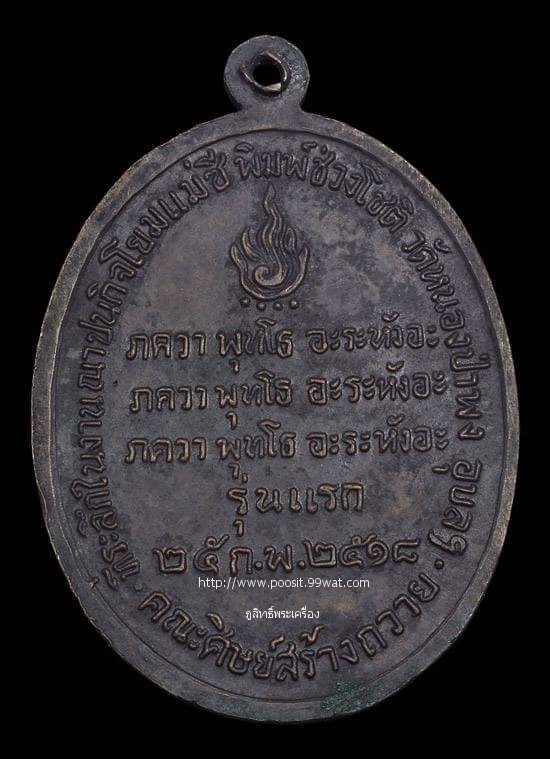 ที่ระลึกในงานฌาปนกิจโยมแม่ชี พิมพ์ช่วงโชติ วัดหนองป่าพง อุบลฯ.
ภควา พุทโธ อะระหังอะ
ภควา พุทโธ อะระหังอะ
ภควา พุทโธ อะระหังอะ
รุ่นแรก
๒๕ก.พ.๒๕๑๘
http://www.poosit.99wat.com
ภูสิทธิ์พระเครื่อง
คณะศิษย์สร้างถวาย.